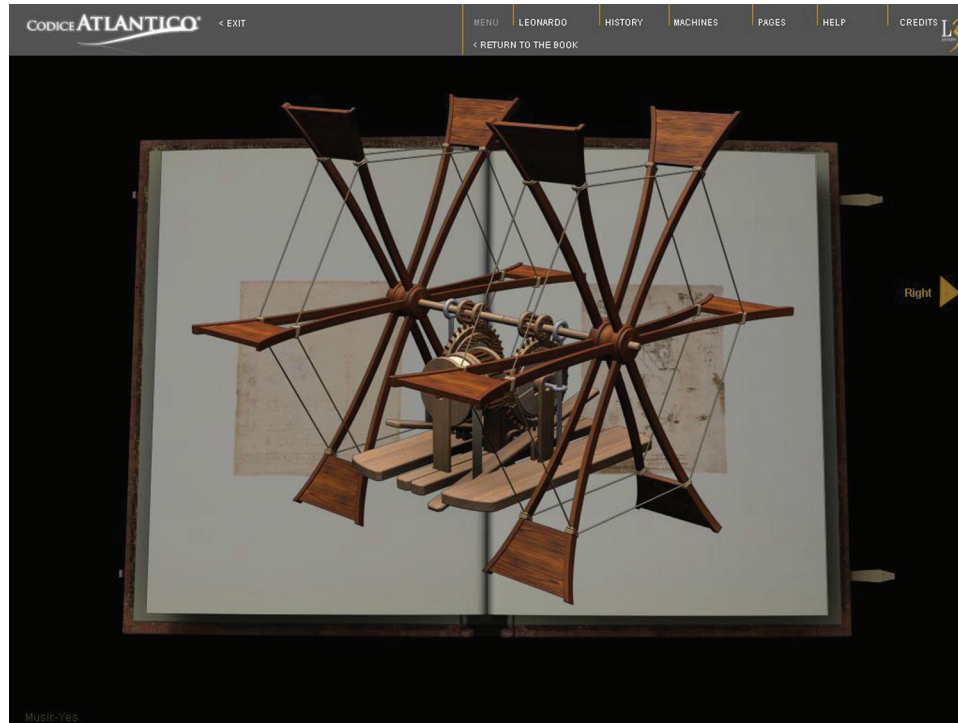 CODICE ATLANTICO®
< EXIT
MENU LEONARDO HISTORY MACHINES PAGES HELP CREDITS
< RETURN TO THE BOOK
Right
Music-Yes